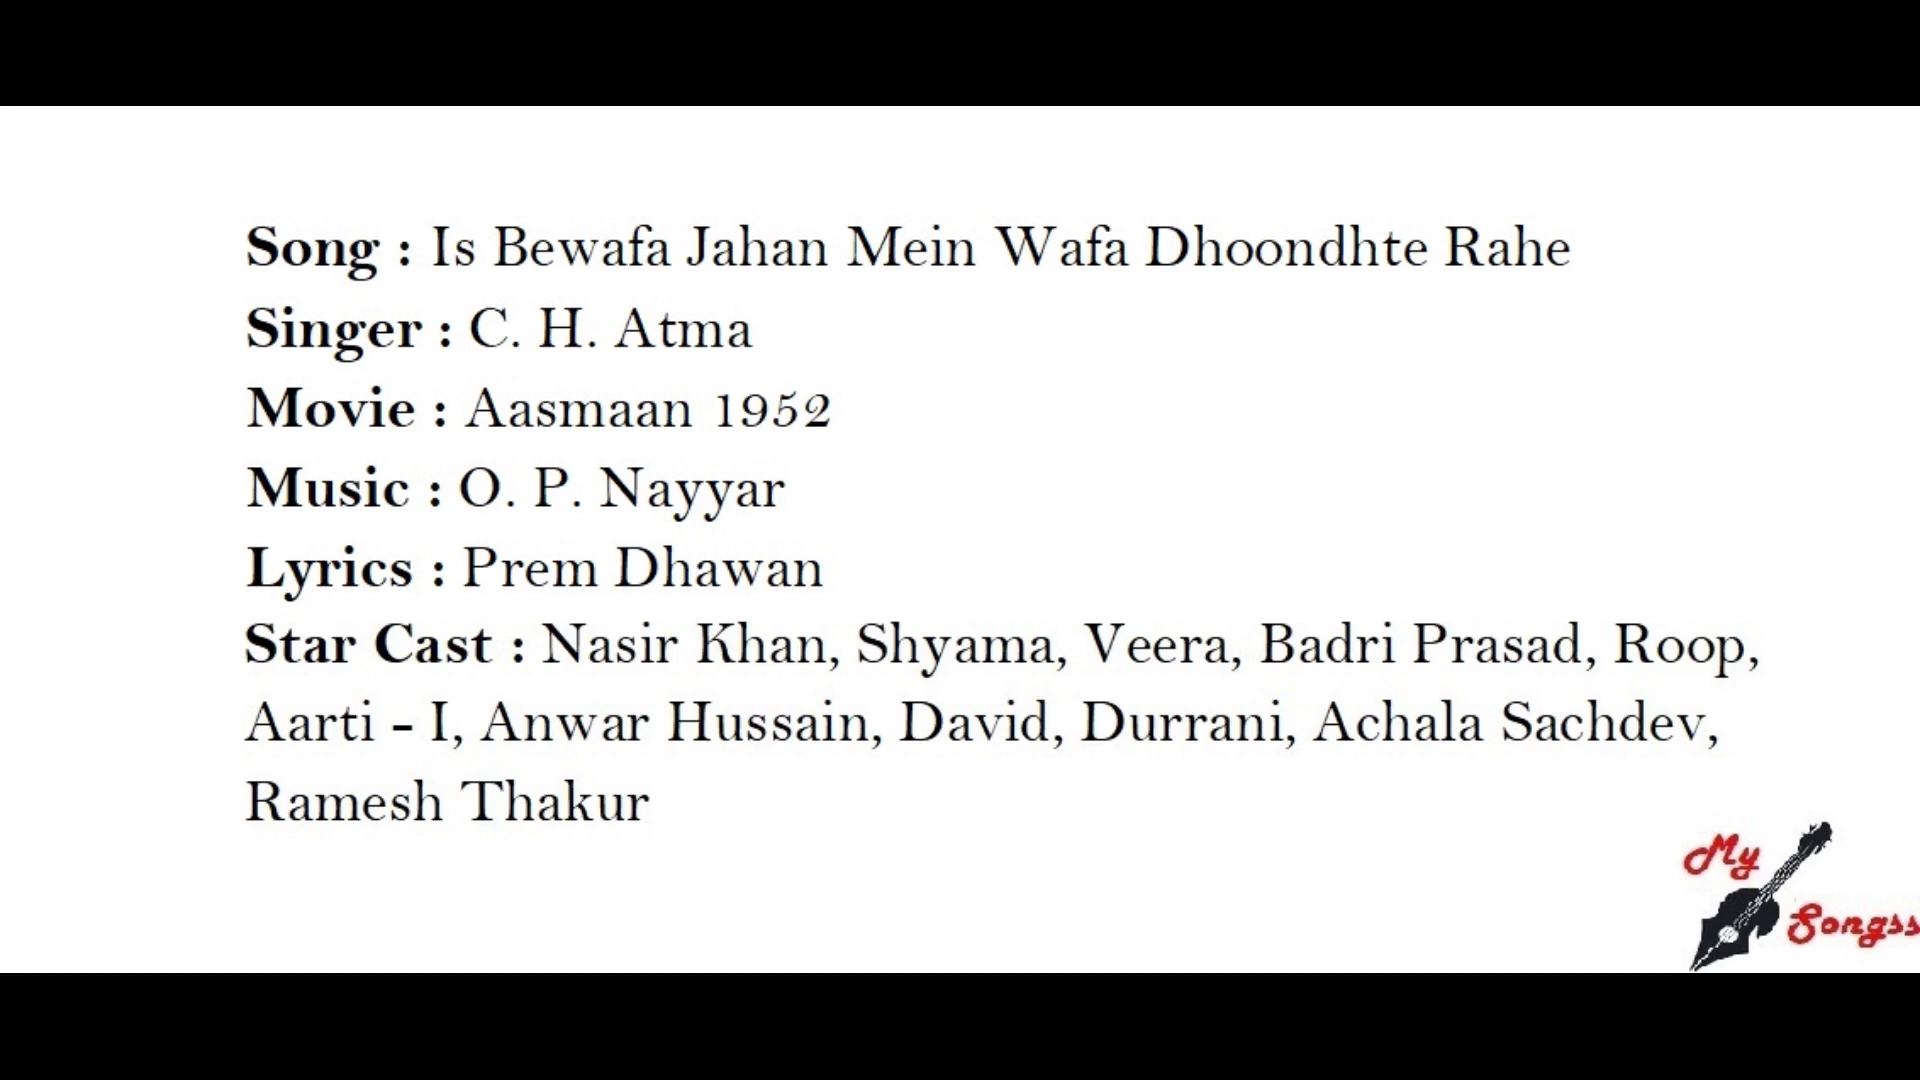 Song : Is Bewafa Jahan Mein Wafa Dhoondhte Rahe
Singer : C. H. Atma
Movie : Aasmaan 1952
Music : O. P. Nayyar
Lyrics : Prem Dhawan
Star Cast : Nasir Khan, Shyama, Veera, Badri Prasad, Roop,
Aarti - I, Anwar Hussain, David, Durrani, Achala Sachdev,
Ramesh Thakur
My
Songss